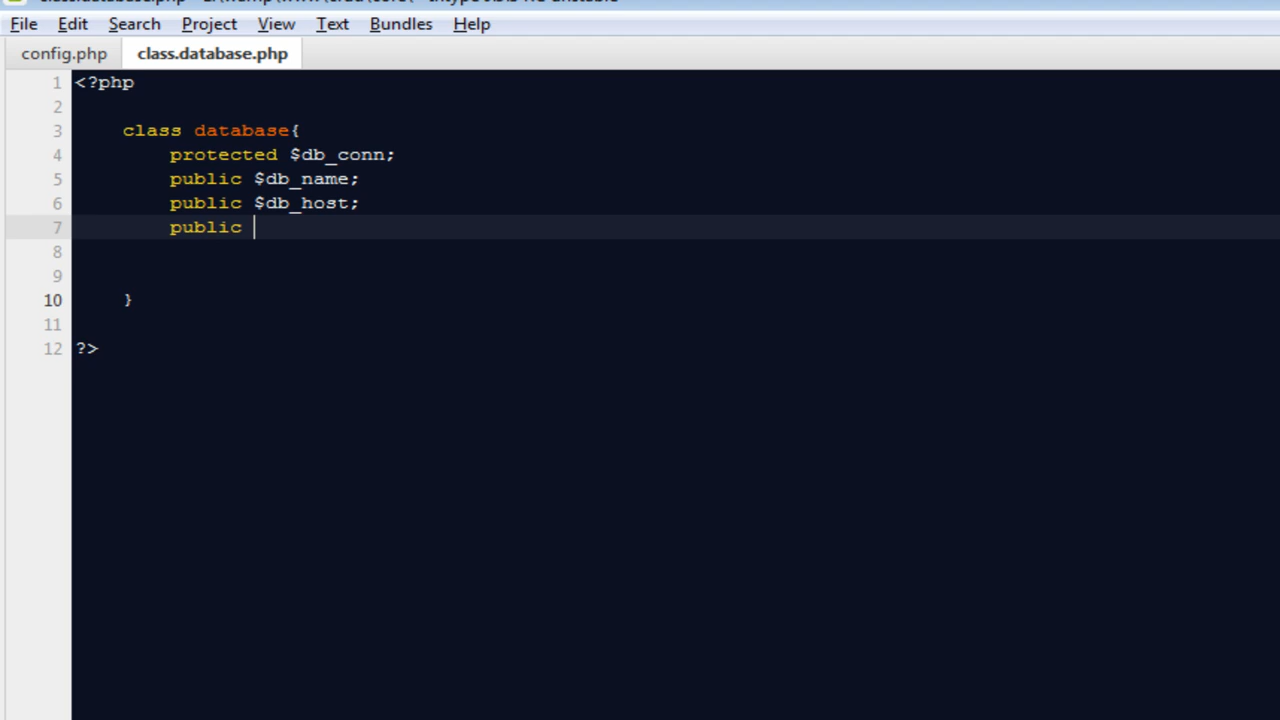 File Edit Search Project View Text Bundles Help
config.php class.database.php
1 <?php
2
3 class database{
4 protected $db_conn;
5 public $db_name;
6 public $db_host;
7 public
8
9
10 }
11
12 ?>